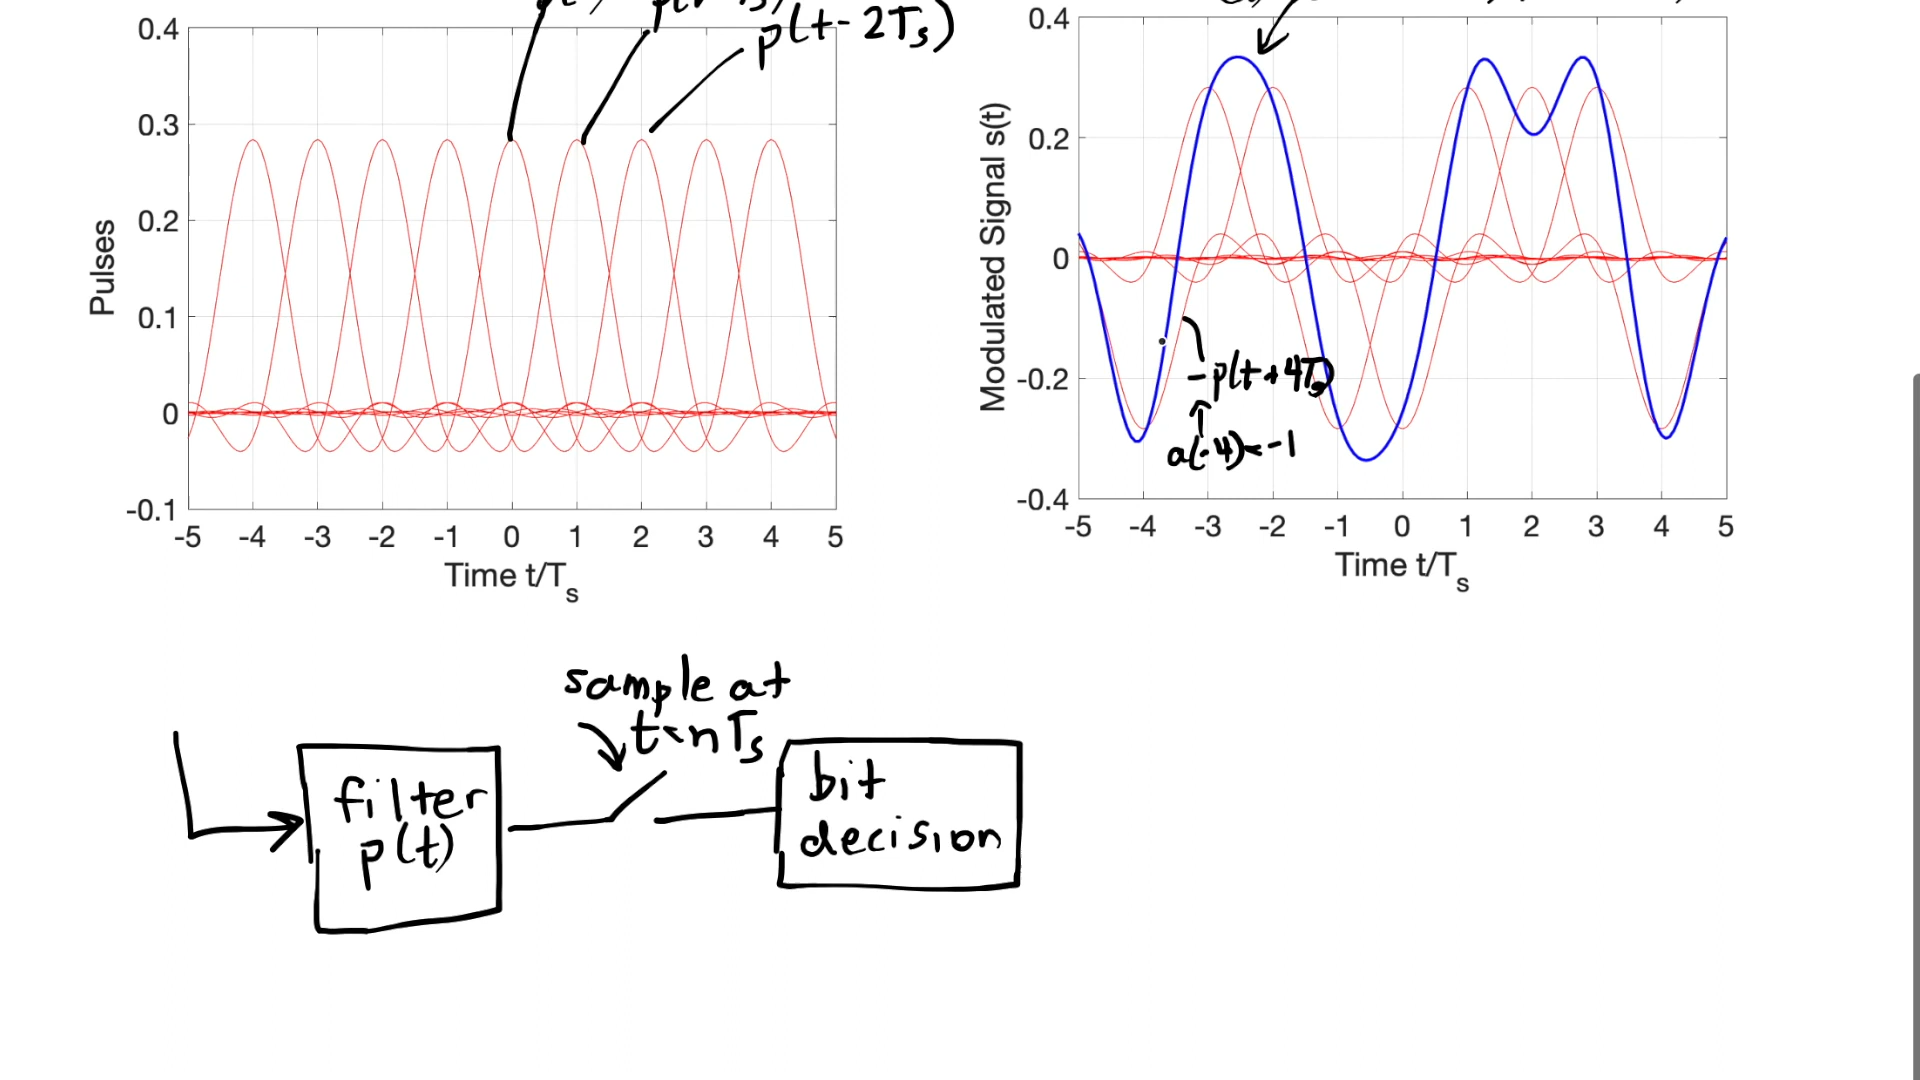 p(t-2Ts)
0.4
0.3
0.2
0.1
0
-0.1
Pulses
-5 -4 -3 -2 -1 0 1 2 3 4 5
Time t/Ts
0.4
0.2
0
-0.2
-0.4
Modulated Signal s(t)
-p(t+4Ts)
a(-4)=-1
-5 -4 -3 -2 -1 0 1 2 3 4 5
Time t/Ts
sample at
t=nTs
filter
p(t)
bit
decision